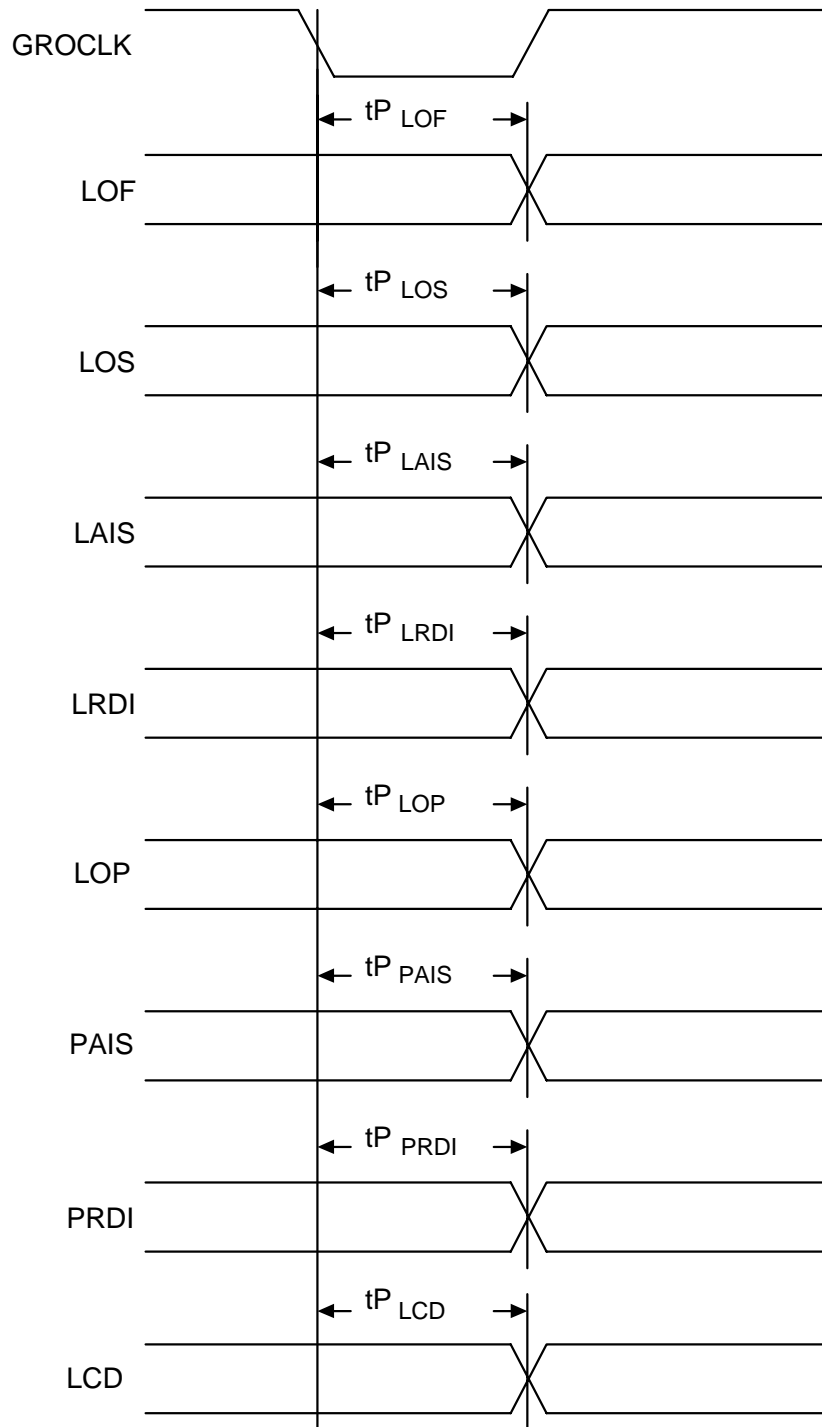 GROCLK
tP LOF
LOF
tP LOS
LOS
tP LAIS
LAIS
tP LRDI
LRDI
tP LOP
LOP
tP PAIS
PAIS
tP PRDI
PRDI
tP LCD
LCD